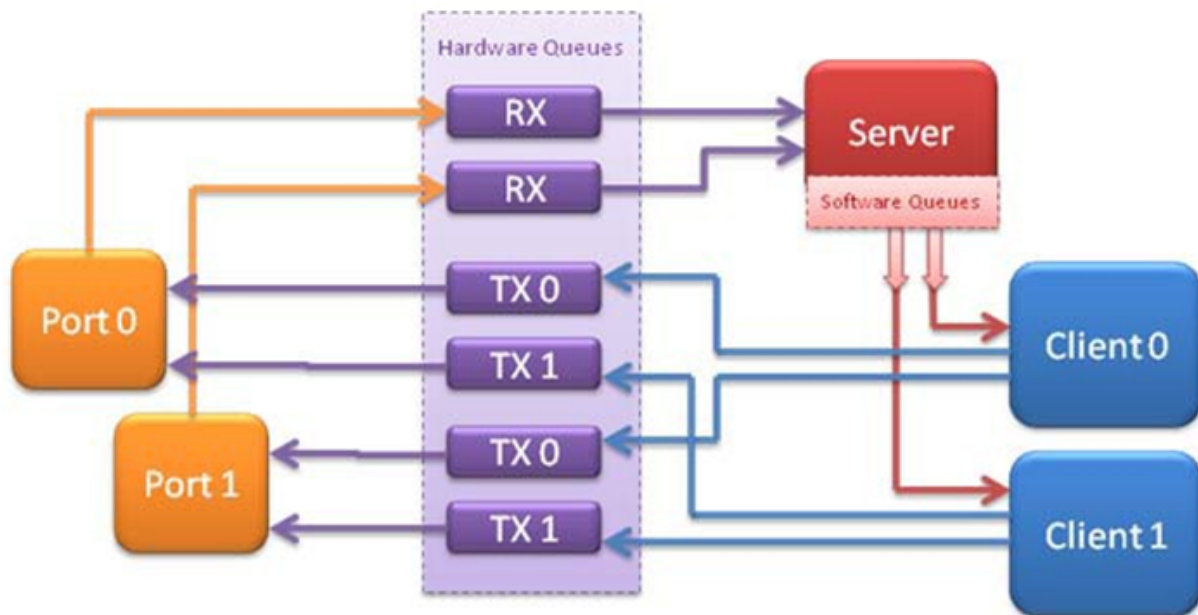 Hardware Queues
RX
Server
RX
Software Queues
TX 0
Port 0
Client 0
TX 1
TX 0
Port 1
TX 1
Client 1